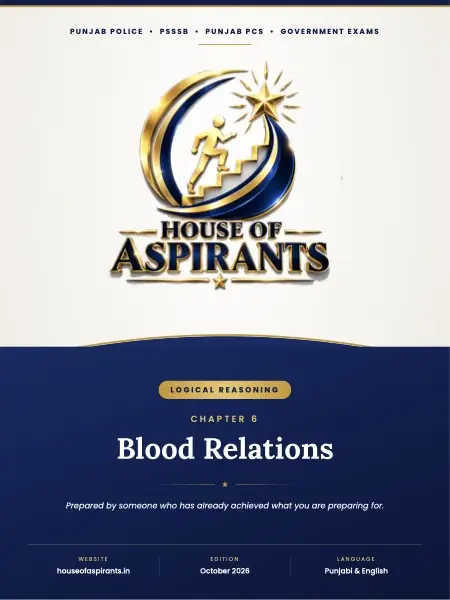 PUNJAB POLICE • PSSSB • PUNJAB PCS • GOVERNMENT EXAMS
HOUSE OF
ASPIRANTS
LOGICAL REASONING
CHAPTER 6
Blood Relations
Prepared by someone who has already achieved what you are preparing for.
WEBSITE
houseofaspirants.in
EDITION
October 2026
LANGUAGE
Punjabi & English